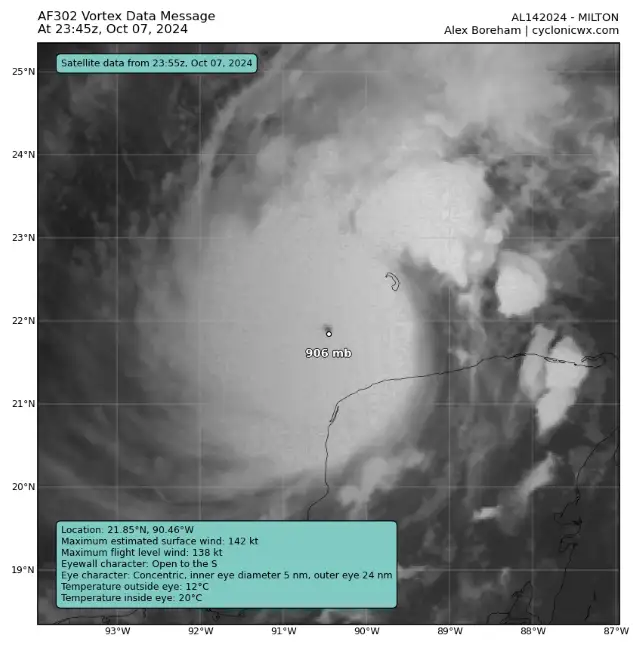 AF302 Vortex Data Message
At 23:45z, Oct 07, 2024
AL142024 - MILTON
Alex Boreham | cyclonicwx.com
Satellite data from 23:55z, Oct 07, 2024
25°N
24°N
23°N
22°N
21°N
20°N
19°N
906 mb
Location: 21.85°N, 90.46°W
Maximum estimated surface wind: 142 kt
Maximum flight level wind: 138 kt
Eyewall character: Open to the S
Eye character: Concentric, inner eye diameter 5 nm, outer eye 24 nm
Temperature outside eye: 12°C
Temperature inside eye: 20°C
93°W 92°W 91°W 90°W 89°W 88°W 87°W